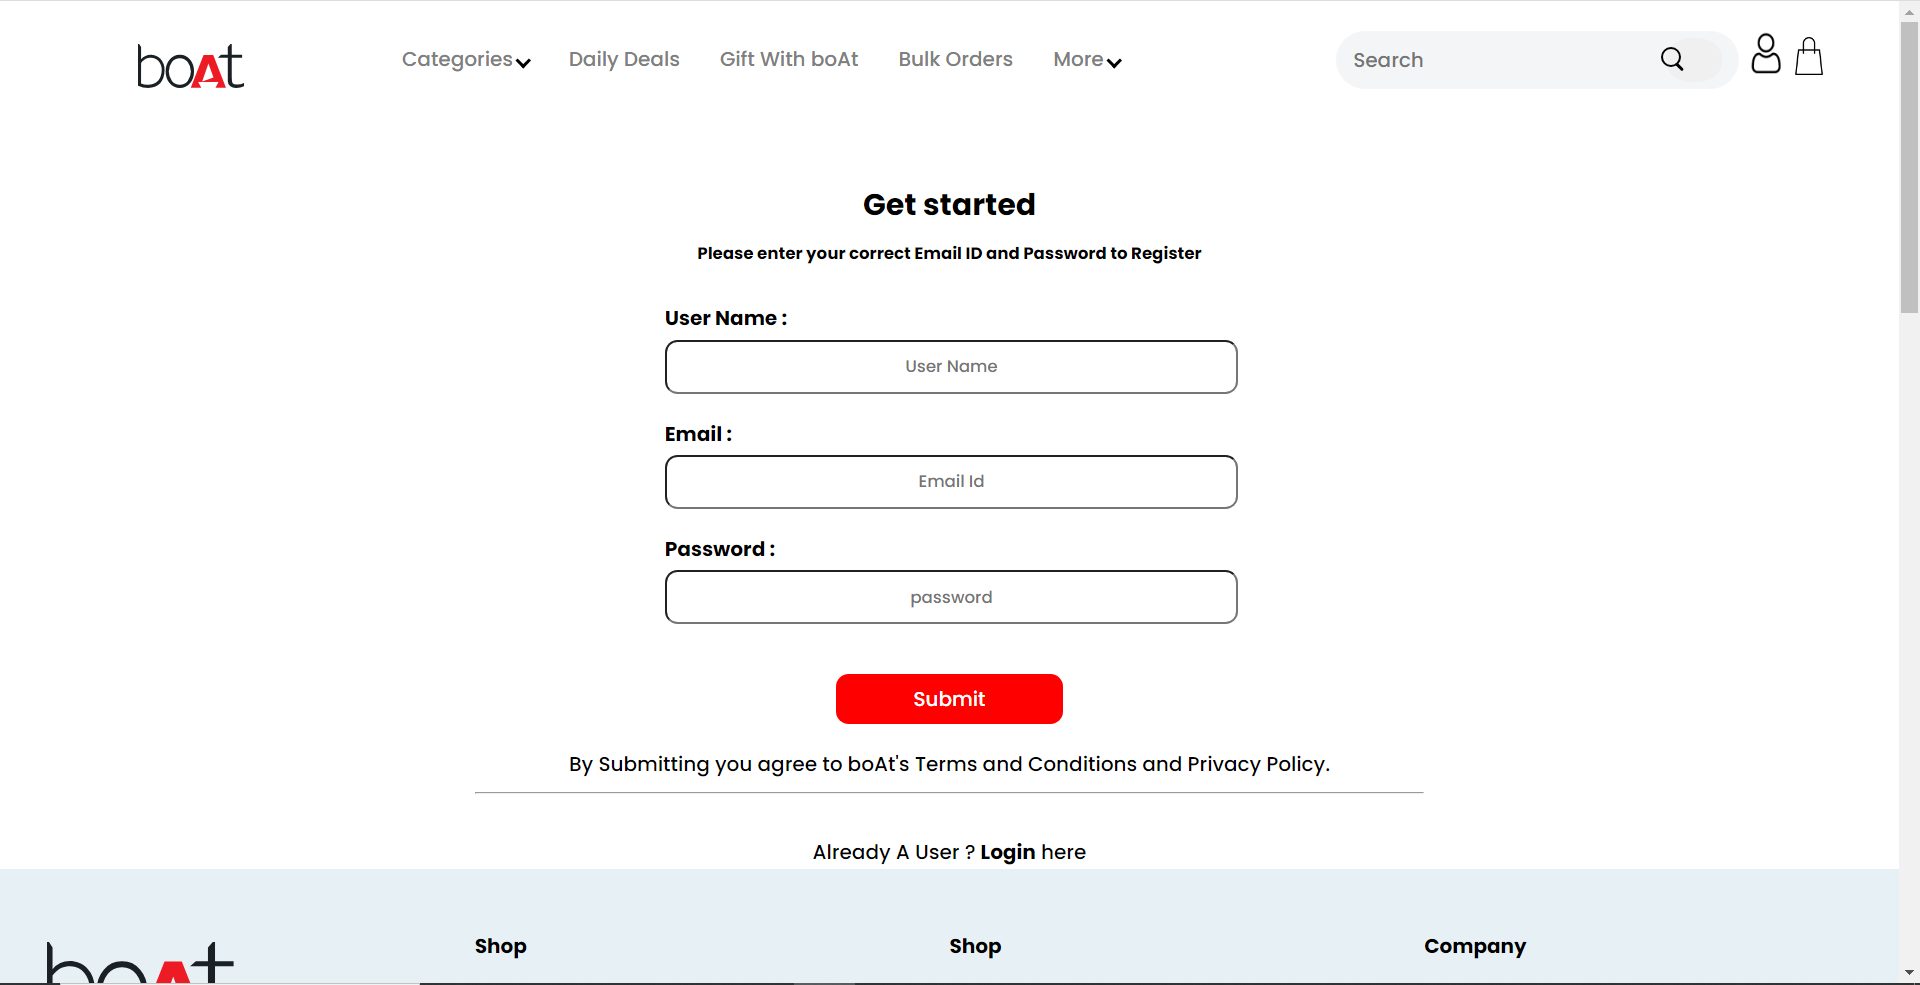 boAt
Categories Daily Deals Gift With boAt Bulk Orders More
Search
Get started
Please enter your correct Email ID and Password to Register
User Name :
User Name
Email :
Email Id
Password :
password
Submit
By Submitting you agree to boAt's Terms and Conditions and Privacy Policy.
Already A User ? Login here
boAt
Shop Shop Company